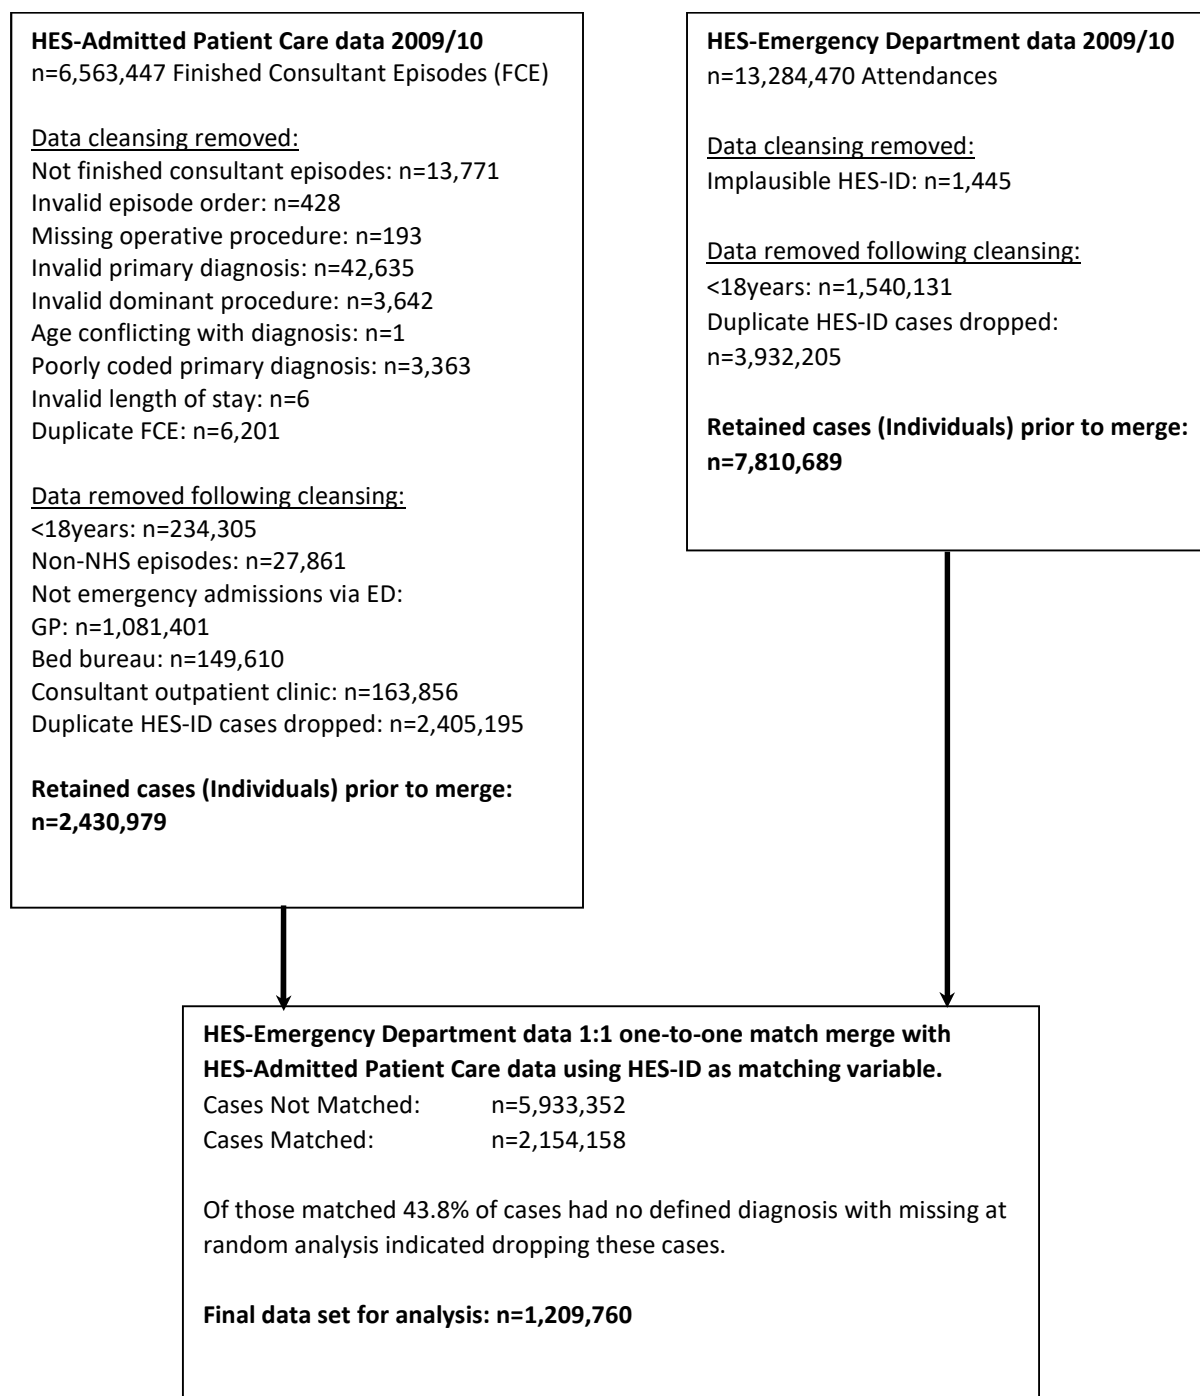 HES-Admitted Patient Care data 2009/10
n=6,563,447 Finished Consultant Episodes (FCE)
Data cleansing removed:
Not finished consultant episodes: n=13,771
Invalid episode order: n=428
Missing operative procedure: n=193
Invalid primary diagnosis: n=42,635
Invalid dominant procedure: n=3,642
Age conflicting with diagnosis: n=1
Poorly coded primary diagnosis: n=3,363
Invalid length of stay: n=6
Duplicate FCE: n=6,201
Data removed following cleansing:
<18years: n=234,305
Non-NHS episodes: n=27,861
Not emergency admissions via ED:
GP: n=1,081,401
Bed bureau: n=149,610
Consultant outpatient clinic: n=163,856
Duplicate HES-ID cases dropped: n=2,405,195
Retained cases (Individuals) prior to merge:
n=2,430,979
HES-Emergency Department data 2009/10
n=13,284,470 Attendances
Data cleansing removed:
Implausible HES-ID: n=1,445
Data removed following cleansing:
<18years: n=1,540,131
Duplicate HES-ID cases dropped:
n=3,932,205
Retained cases (Individuals) prior to merge:
n=7,810,689
HES-Emergency Department data 1:1 one-to-one match merge with
HES-Admitted Patient Care data using HES-ID as matching variable.
Cases Not Matched: n=5,933,352
Cases Matched: n=2,154,158
Of those matched 43.8% of cases had no defined diagnosis with missing at
random analysis indicated dropping these cases.
Final data set for analysis: n=1,209,760